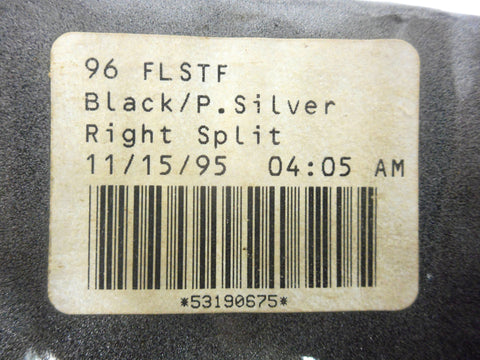 96 FLSTF
Black/P.Silver
Right Split
11/15/95 04:05 AM
*53190675*